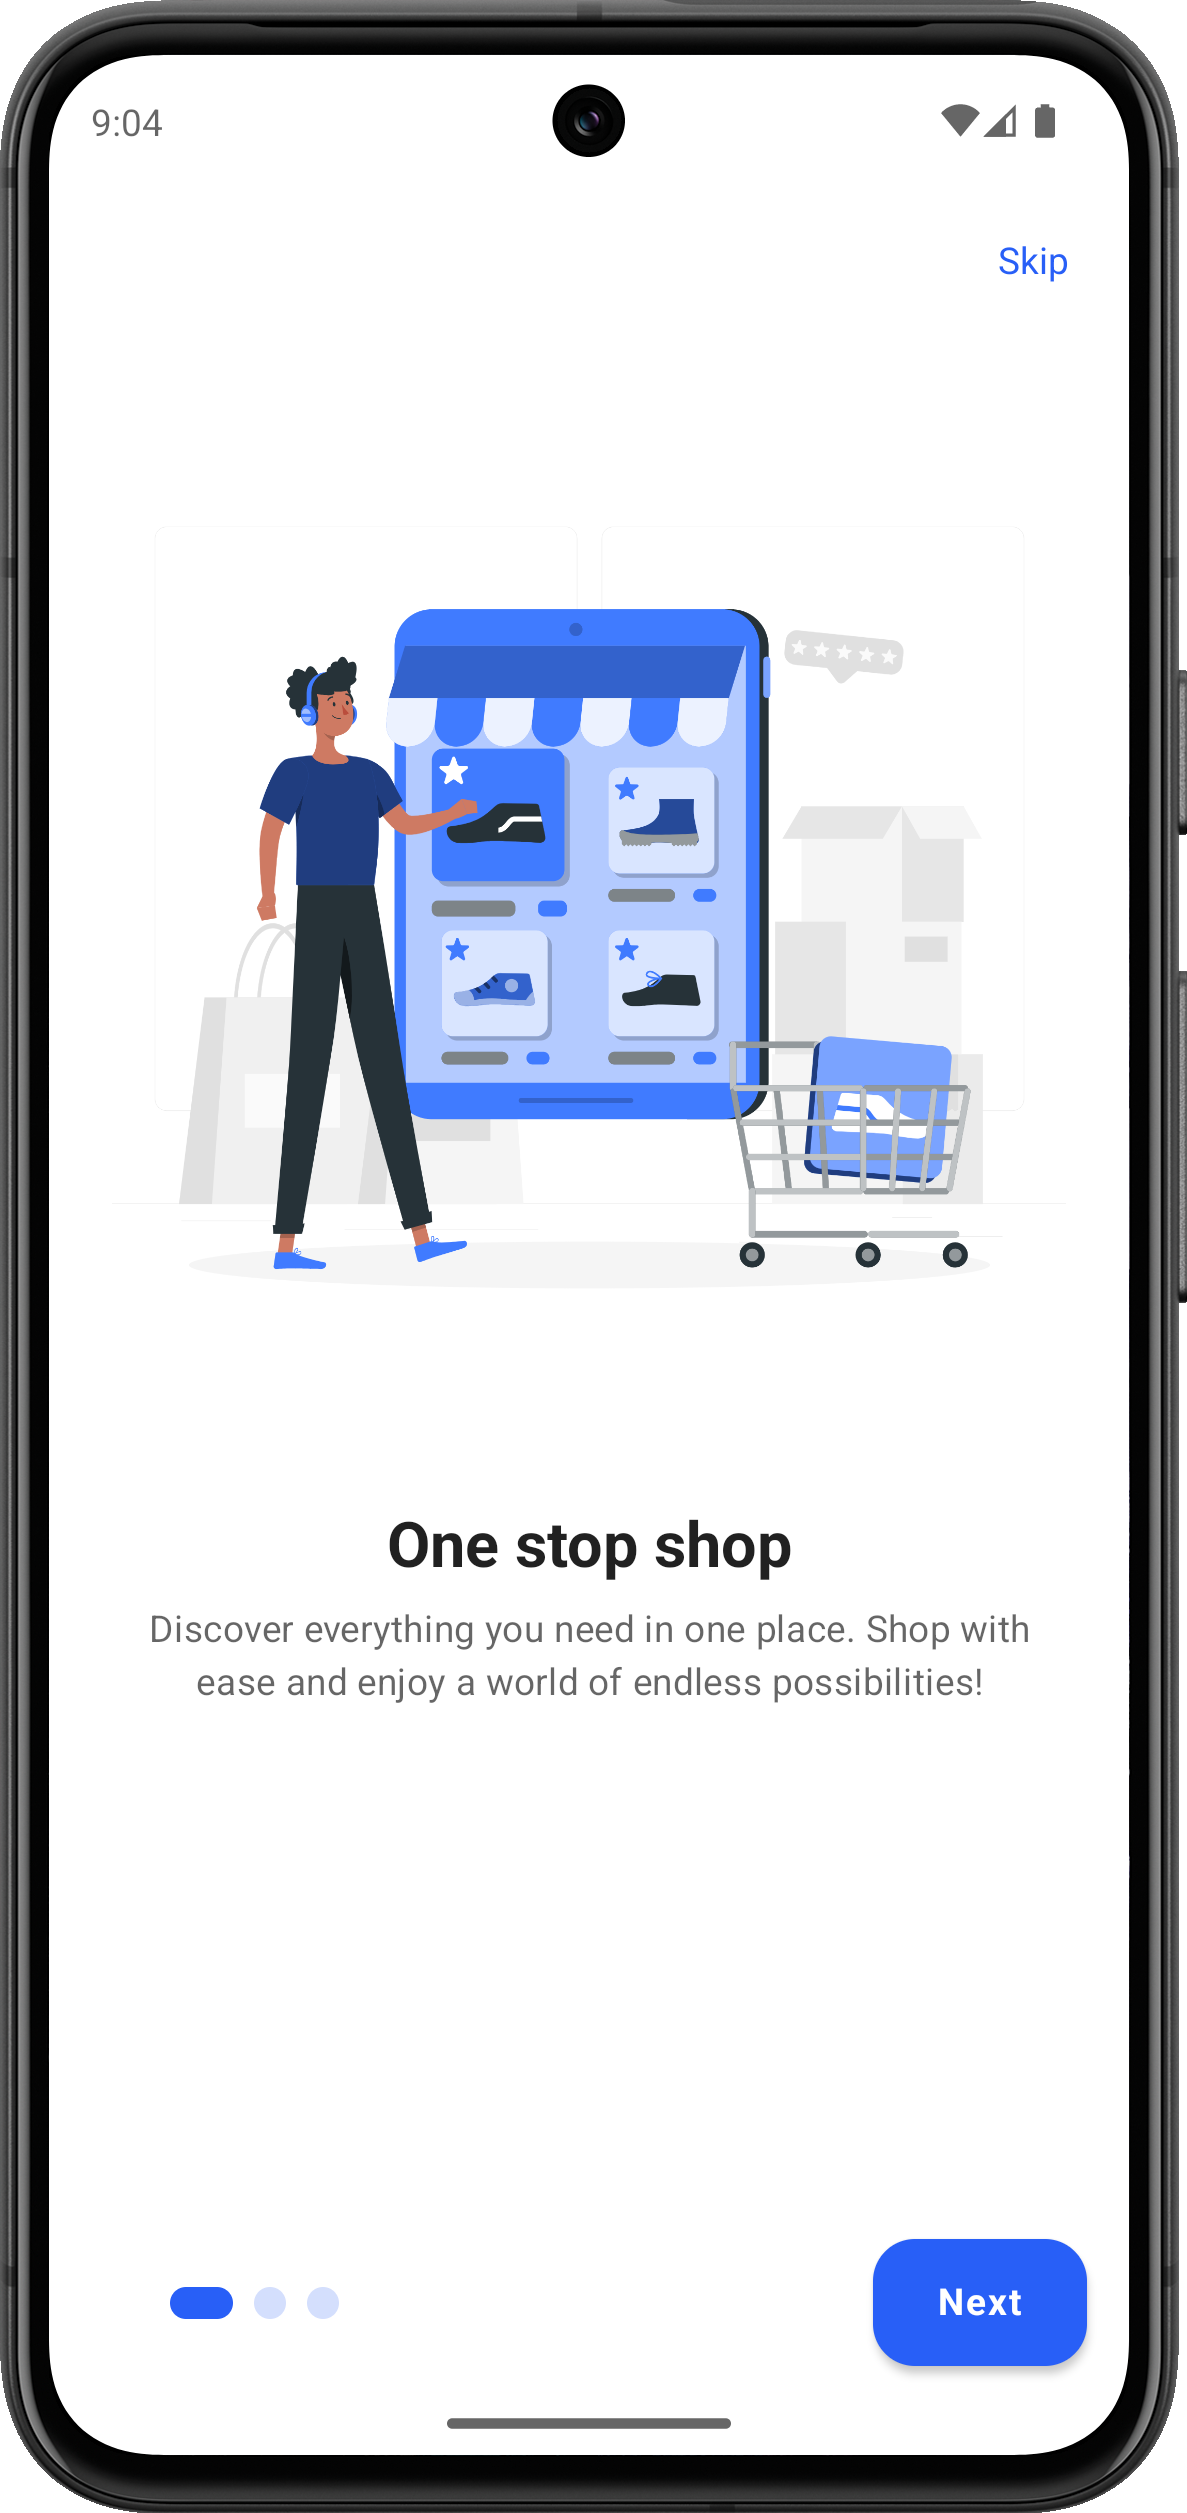 9:04
Skip
One stop shop
Discover everything you need in one place. Shop with
ease and enjoy a world of endless possibilities!
Next